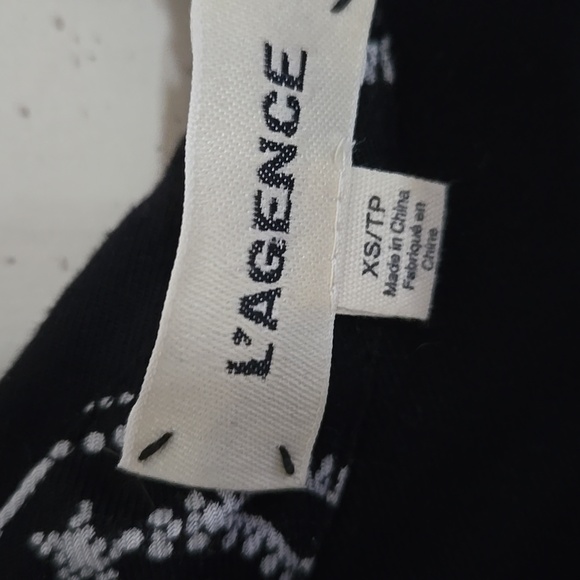 L'AGENCE
XS/TP
Made in China
Fabriqué en
Chine